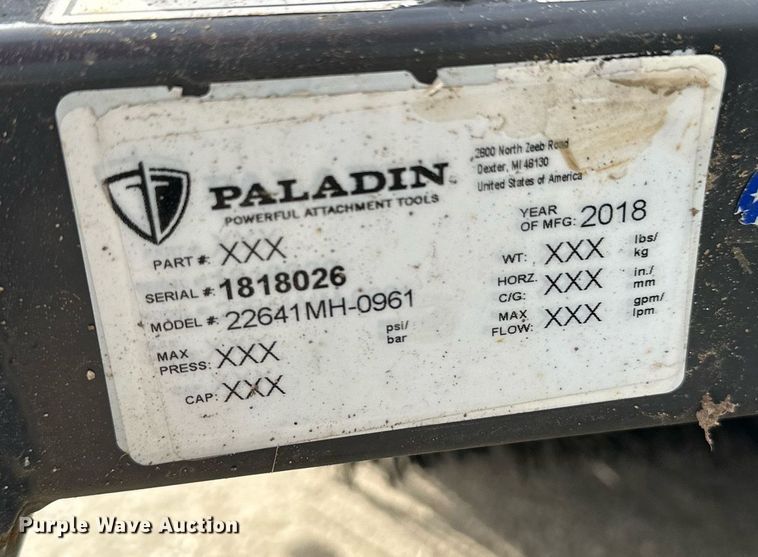 PALADIN
POWERFUL ATTACHMENT TOOLS
2800 North Zeeb Road
Dexter, MI 48130
United States of America
YEAR
OF MFG: 2018
PART #: XXX
SERIAL #: 1818026
MODEL #: 22641MH-0961
MAX
PRESS: XXX
psi/
bar
CAP: XXX
WT: XXX lbs/
kg
HORZ.
C/G: XXX in./
mm
MAX
FLOW: XXX gpm/
lpm
Purple Wave Auction